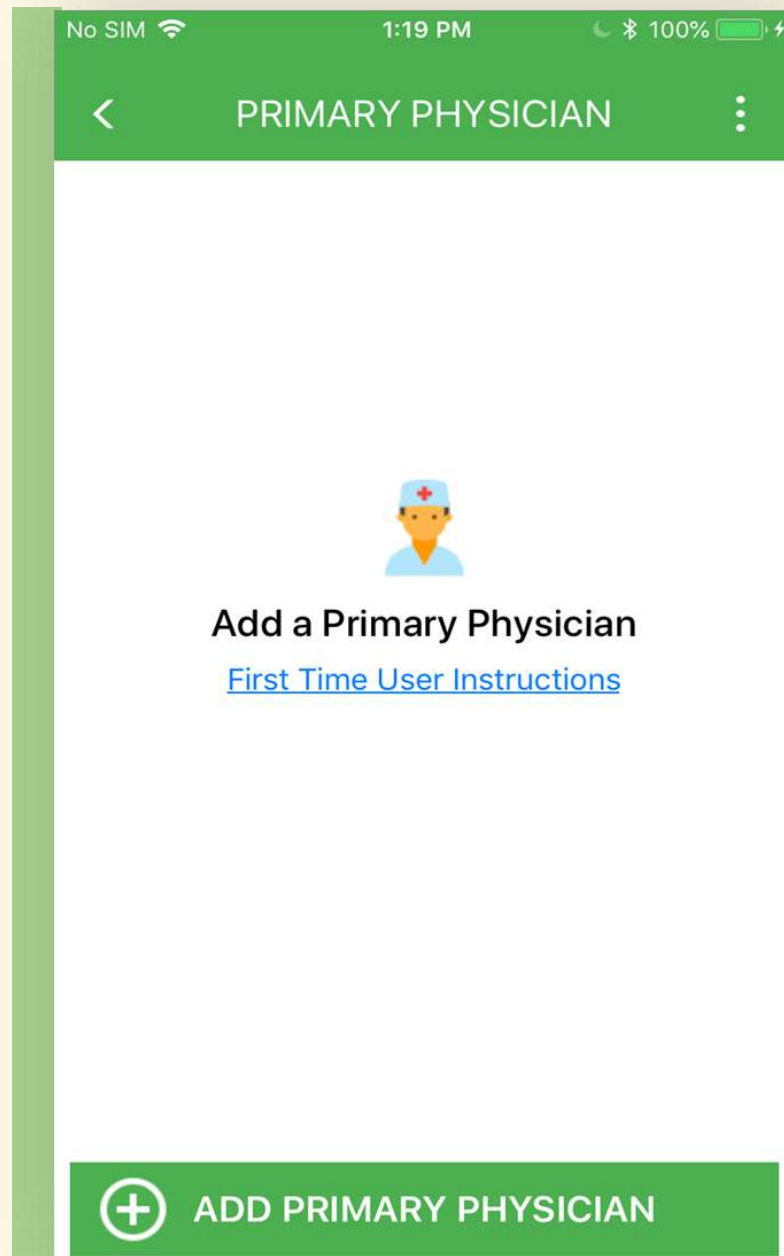 No SIM 1:19 PM 100%
PRIMARY PHYSICIAN
Add a Primary Physician
First Time User Instructions
ADD PRIMARY PHYSICIAN